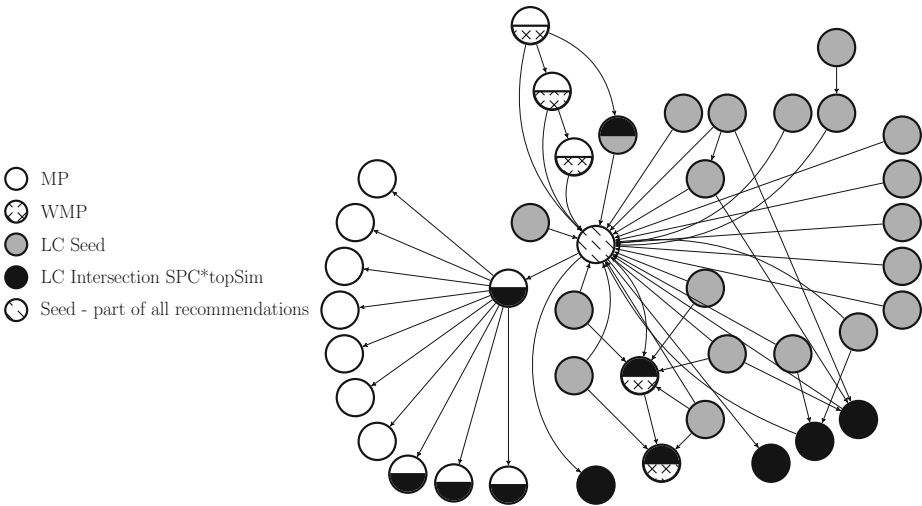 MP
WMP
LC Seed
LC Intersection SPC*topSim
Seed - part of all recommendations